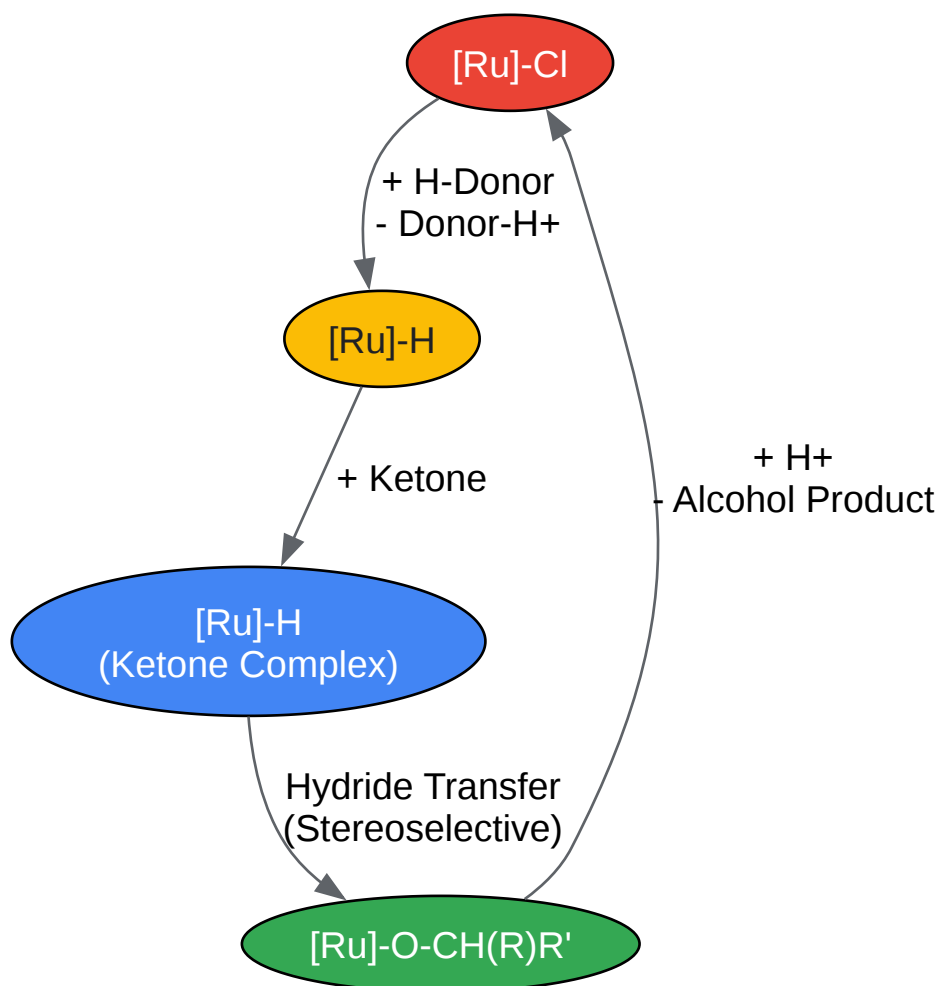 [Ru]-Cl
+ H-Donor
- Donor-H+
[Ru]-H
+ Ketone
+ H+
- Alcohol Product
[Ru]-H
(Ketone Complex)
Hydride Transfer
(Stereoselective)
[Ru]-O-CH(R)R'